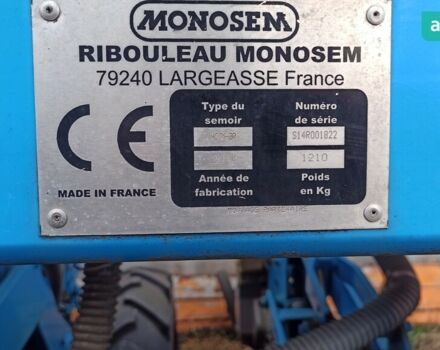 MONOSEM
RIBOULEAU MONOSEM
79240 LARGEASSE France
CE
MADE IN FRANCE
Type du semoir
Numéro de série
S14R001822
1210
Année de fabrication
Poids en Kg